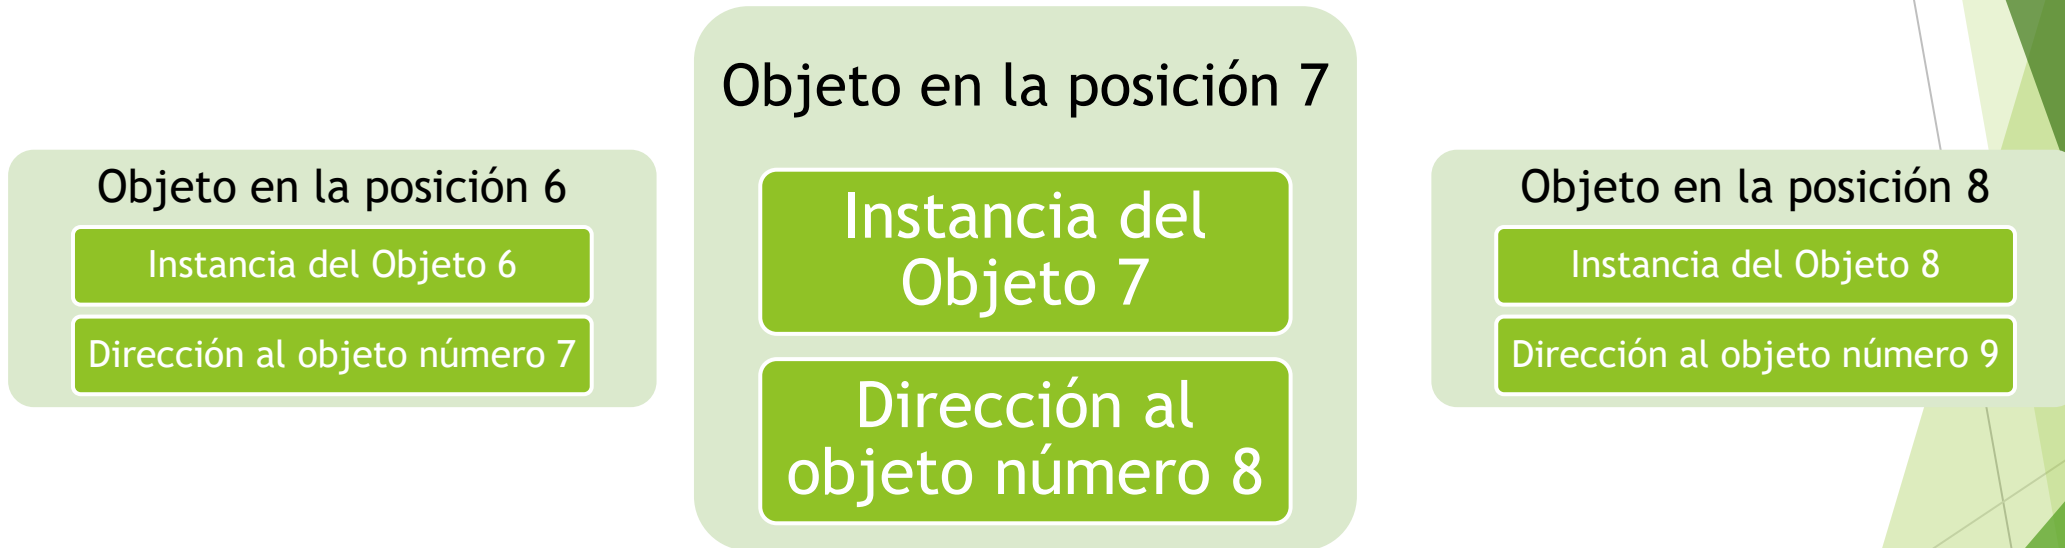 Objeto en la posición 6
Instancia del Objeto 6
Dirección al objeto número 7
Objeto en la posición 7
Instancia del
Objeto 7
Dirección al
objeto número 8
Objeto en la posición 8
Instancia del Objeto 8
Dirección al objeto número 9